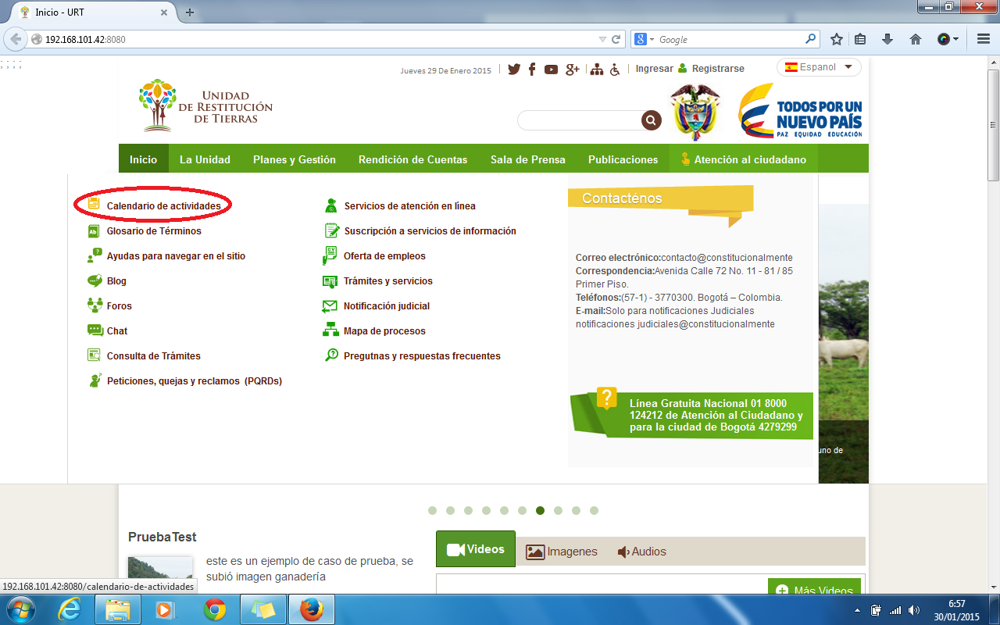 Inicio - URT
192.168.101.42:8080
Google
Jueves 29 De Enero 2015
Ingresar
Registrarse
Espanol
UNIDAD
DE RESTITUCIÓN
DE TIERRAS
TODOS POR UN
NUEVO PAÍS
PAZ EQUIDAD EDUCACIÓN
Inicio
La Unidad
Planes y Gestión
Rendición de Cuentas
Sala de Prensa
Publicaciones
Atención al ciudadano
Calendario de actividades
Glosario de Términos
Ayudas para navegar en el sitio
Blog
Foros
Chat
Consulta de Trámites
Peticiones, quejas y reclamos (PQRDs)
Servicios de atención en línea
Suscripción a servicios de información
Oferta de empleos
Trámites y servicios
Notificación judicial
Mapa de procesos
Pregutnas y respuestas frecuentes
Contacténos
Correo electrónico:contacto@constitucionalmente
Correspondencia:Avenida Calle 72 No. 11 - 81 / 85
Primer Piso.
Teléfonos:(57-1) - 3770300. Bogotá – Colombia.
E-mail:Solo para notificaciones Judiciales
notificaciones judiciales@constitucionalmente
Línea Gratuita Nacional 01 8000
124212 de Atención al Ciudadano y
para la ciudad de Bogotá 4279299
uno de
PruebaTest
este es un ejemplo de caso de prueba, se
subió imagen ganadería
Videos
Imagenes
Audios
Más Videos
192.168.101.42:8080/calendario-de-actividades
6:57
30/01/2015